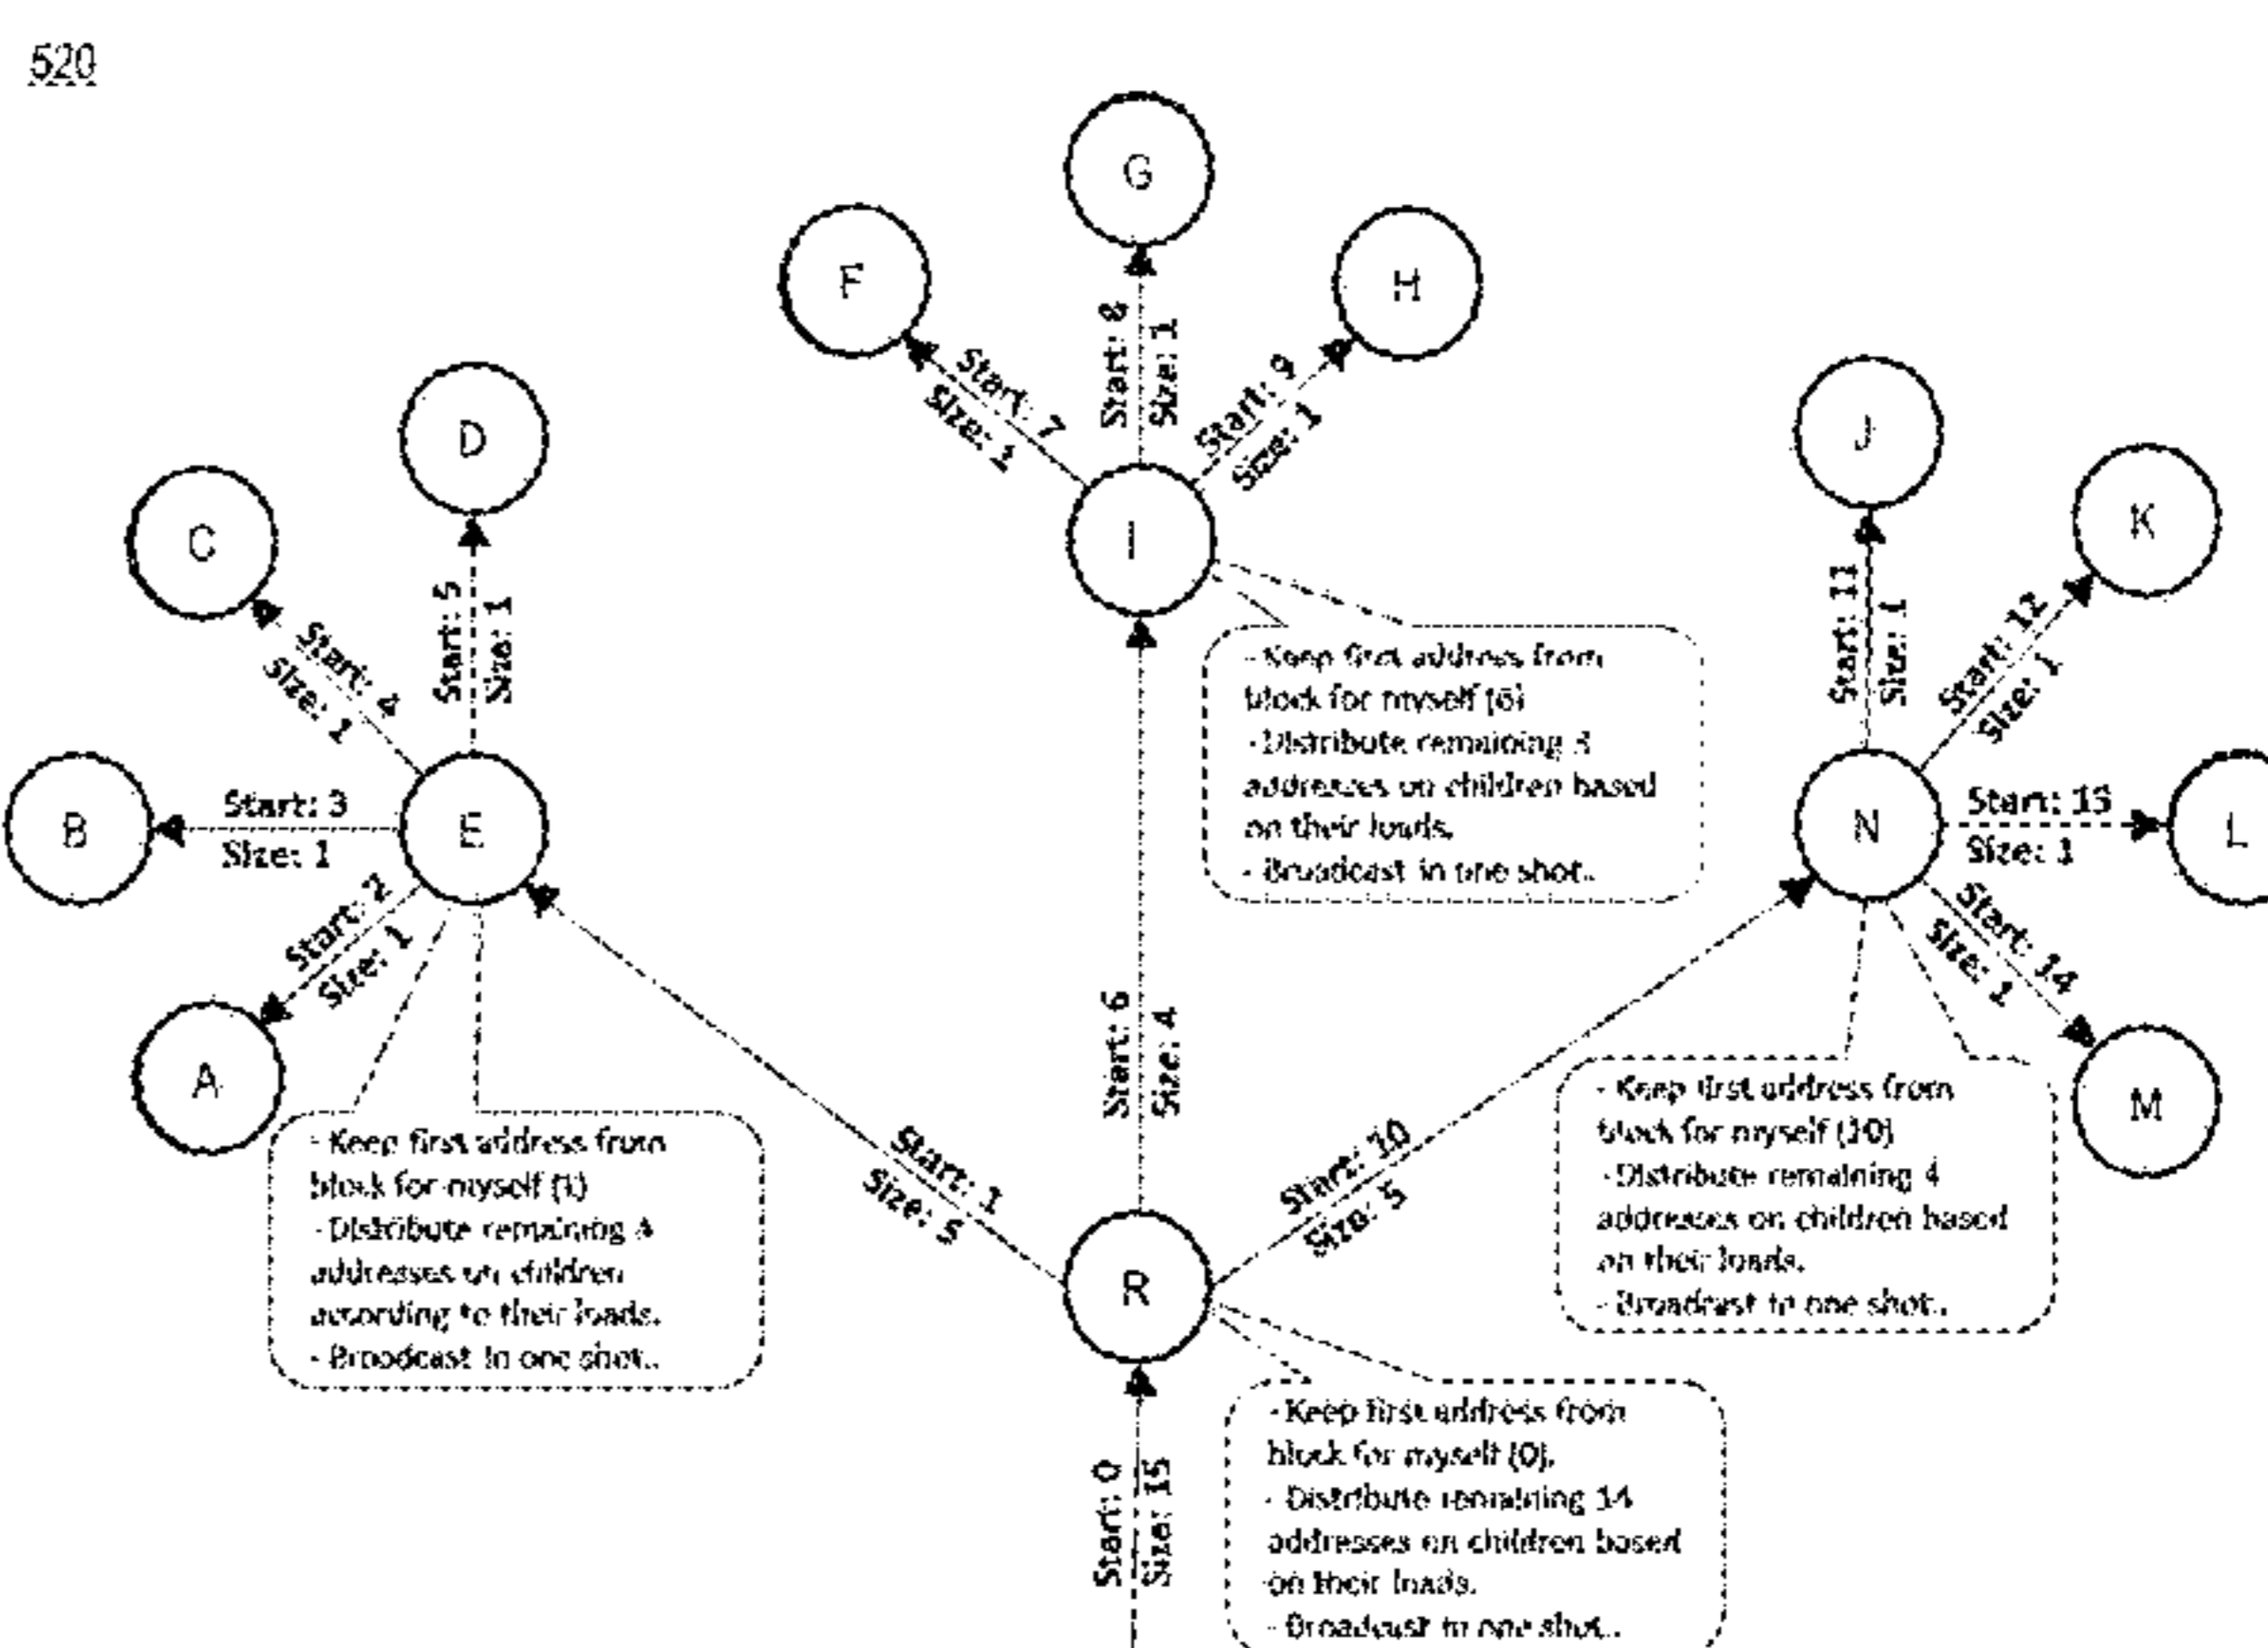 520
G
F
H
Start: 8
Size: 1
Start: 7
Size: 1
Start: 9
Size: 1
D
J
C
K
I
Start: 5
Size: 1
Start: 11
Size: 1
Start: 4
Size: 1
Start: 12
Size: 1
- Keep first address from
block for myself (6)
- Distribute remaining 3
addresses on children based
on their loads.
- Broadcast in one shot..
B
Start: 3
Size: 1
E
N
Start: 13
Size: 1
L
Start: 2
Size: 1
Start: 14
Size: 1
A
M
Start: 6
Size: 4
- Keep first address from
block for myself (1)
- Distribute remaining 4
addresses on children
according to their loads.
- Broadcast in one shot..
Start: 1
Size: 5
Start: 10
Size: 5
- Keep first address from
block for myself (10)
- Distribute remaining 4
addresses on children based
on their loads.
- Broadcast in one shot..
R
Start: 0
Size: 15
- Keep first address from
block for myself (0).
- Distribute remaining 14
addresses on children based
on their loads.
- Broadcast in one shot..